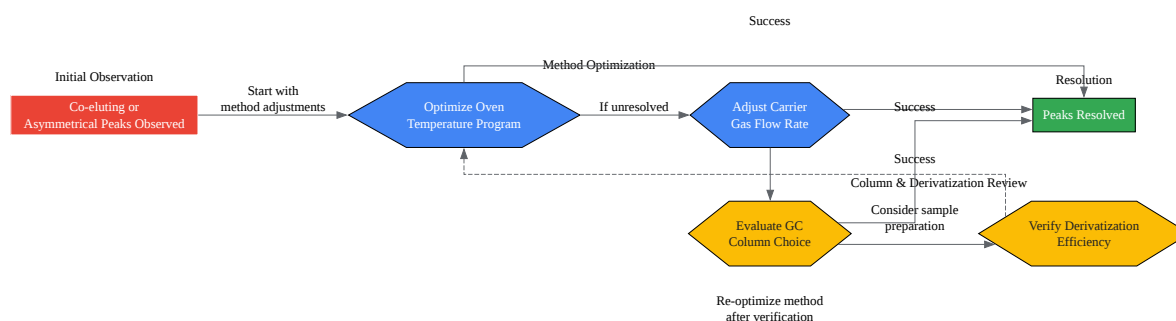 Success
Initial Observation
Method Optimization
Resolution
Co-eluting or
Asymmetrical Peaks Observed
Start with
method adjustments
Optimize Oven
Temperature Program
If unresolved
Adjust Carrier
Gas Flow Rate
Success
Peaks Resolved
Success
Column & Derivatization Review
Evaluate GC
Column Choice
Consider sample
preparation
Verify Derivatization
Efficiency
Re-optimize method
after verification